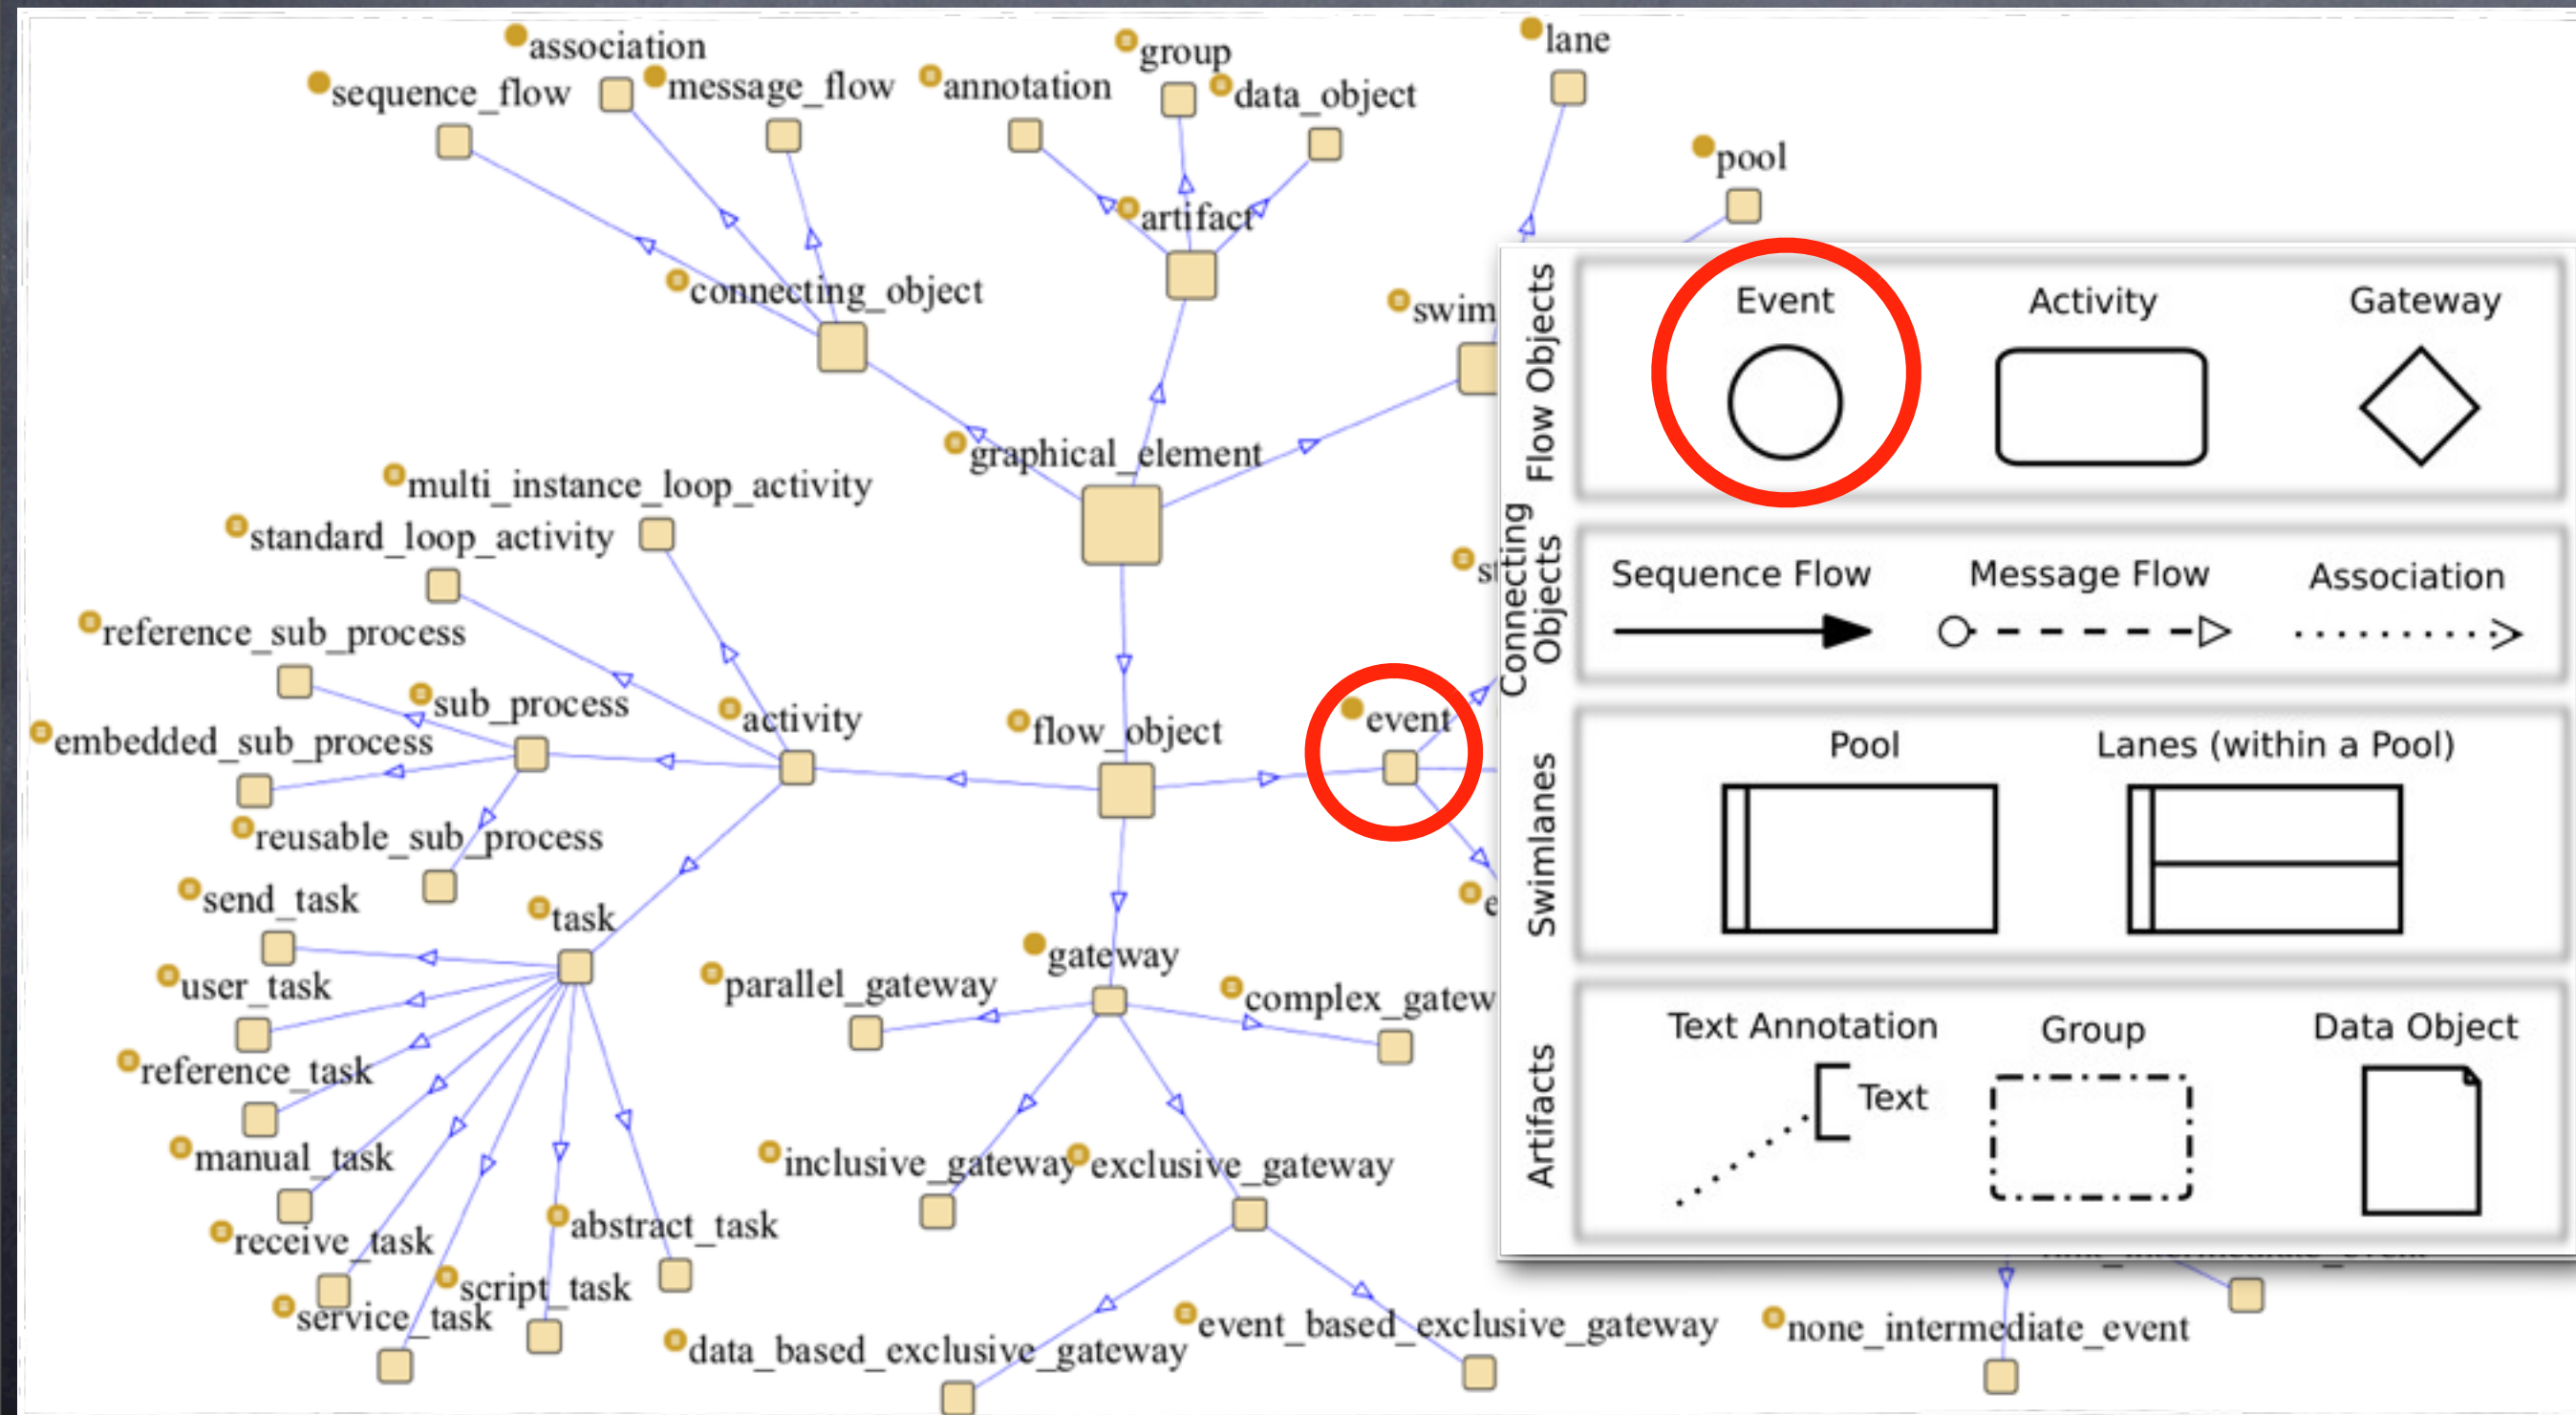 association
sequence_flow
message_flow
annotation
group
data_object
lane
pool
artifact
connecting_object
swim
graphical_element
multi_instance_loop_activity
standard_loop_activity
reference_sub_process
sub_process
embedded_sub_process
activity
flow_object
event
reusable_sub_process
send_task
task
user_task
gateway
parallel_gateway
complex_gatew
reference_task
manual_task
inclusive_gateway
exclusive_gateway
receive_task
abstract_task
script_task
service_task
data_based_exclusive_gateway
event_based_exclusive_gateway
none_intermediate_event
Flow Objects
Event
Activity
Gateway
Connecting
Objects
Sequence Flow
Message Flow
Association
Swimlanes
Pool
Lanes (within a Pool)
Artifacts
Text Annotation
Text
Group
Data Object